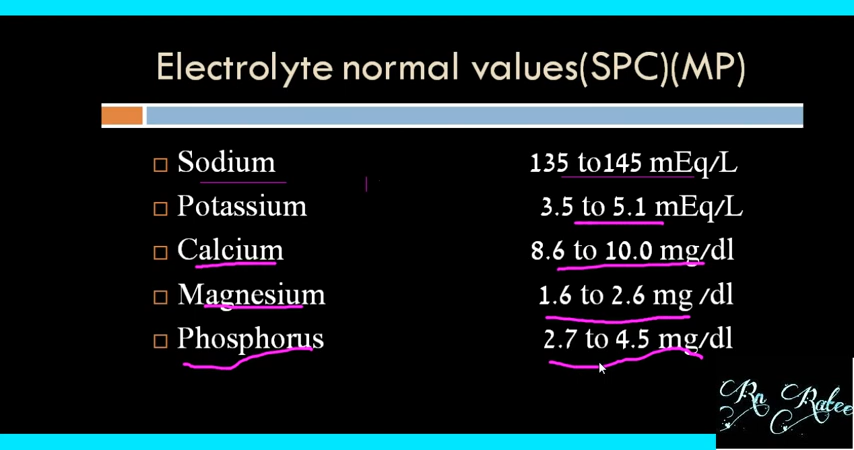 Electrolyte normal values(SPC)(MP)
Sodium 135 to145 mEq/L
Potassium 3.5 to 5.1 mEq/L
Calcium 8.6 to 10.0 mg/dl
Magnesium 1.6 to 2.6 mg /dl
Phosphorus 2.7 to 4.5 mg/dl
Rn